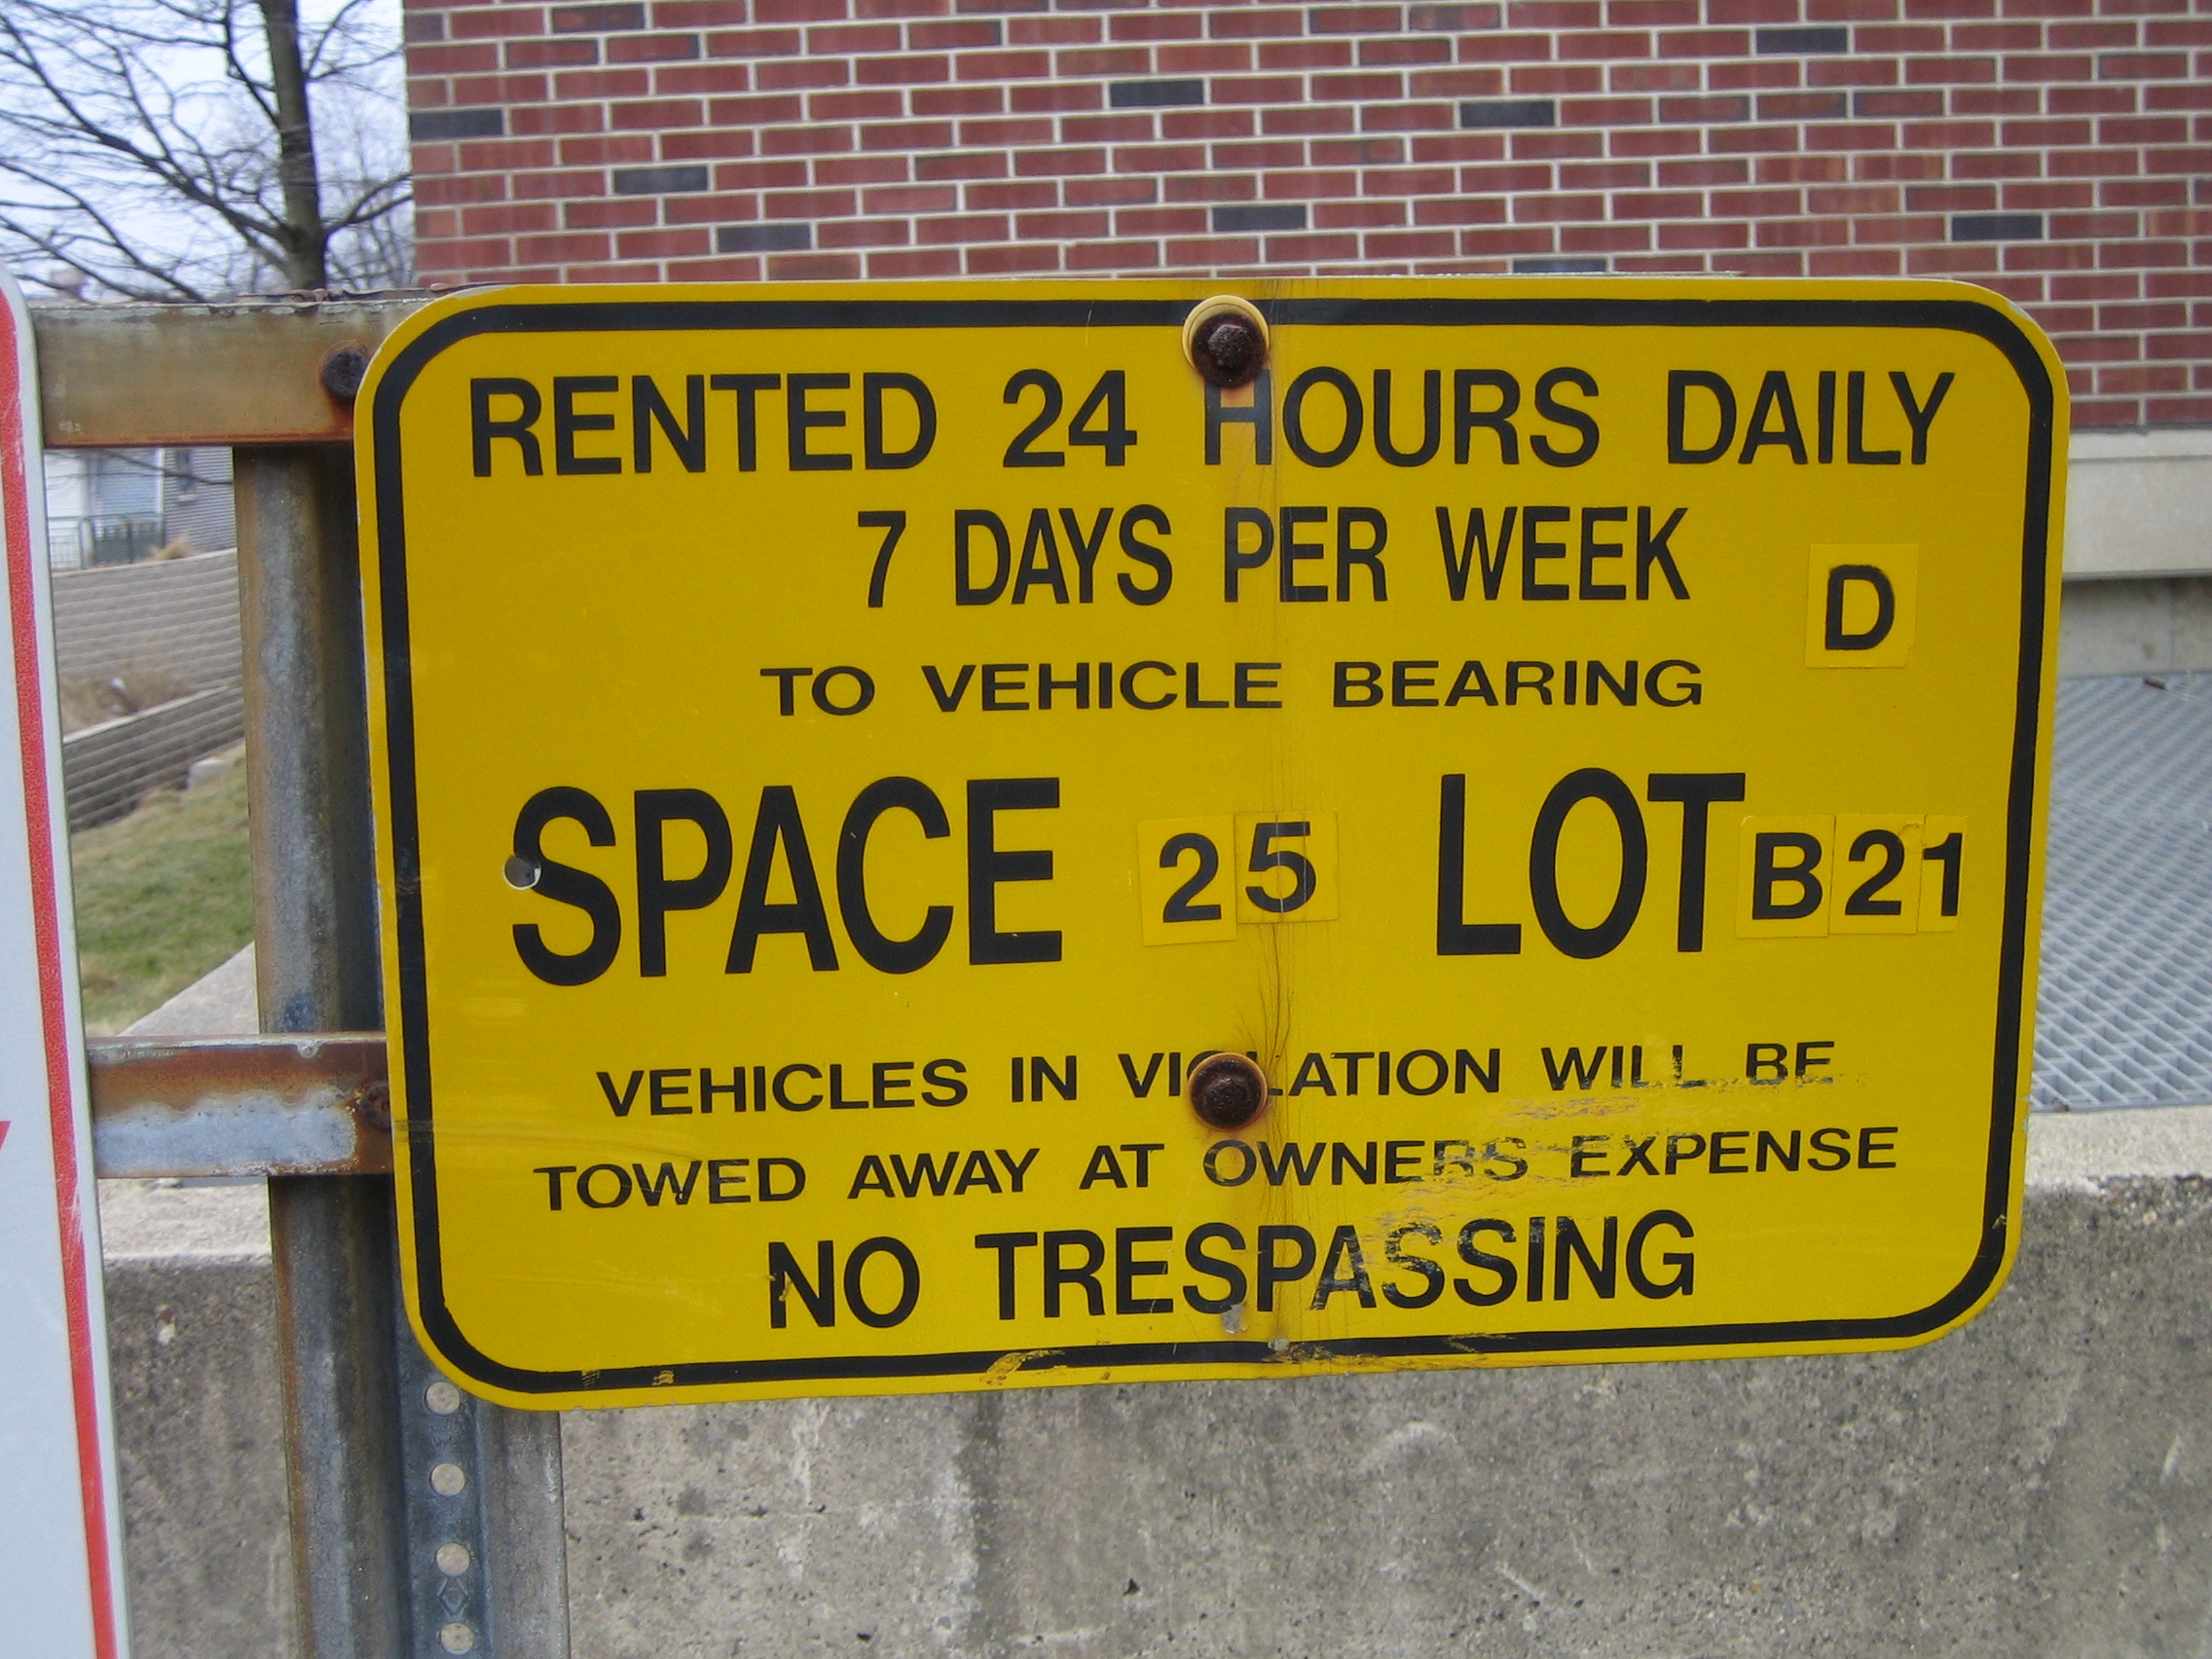 RENTED 24 HOURS DAILY
7 DAYS PER WEEK
D
TO VEHICLE BEARING
SPACE 25 LOT B21
VEHICLES IN VIOLATION WILL BE
TOWED AWAY AT OWNERS EXPENSE
NO TRESPASSING